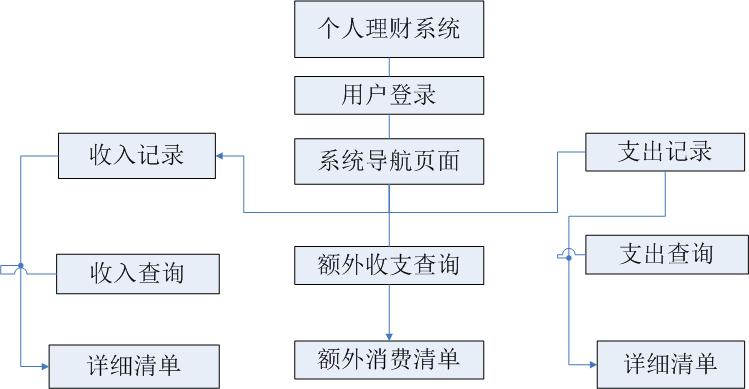 个人理财系统
用户登录
收入记录
系统导航页面
支出记录
收入查询
额外收支查询
支出查询
详细清单
额外消费清单
详细清单